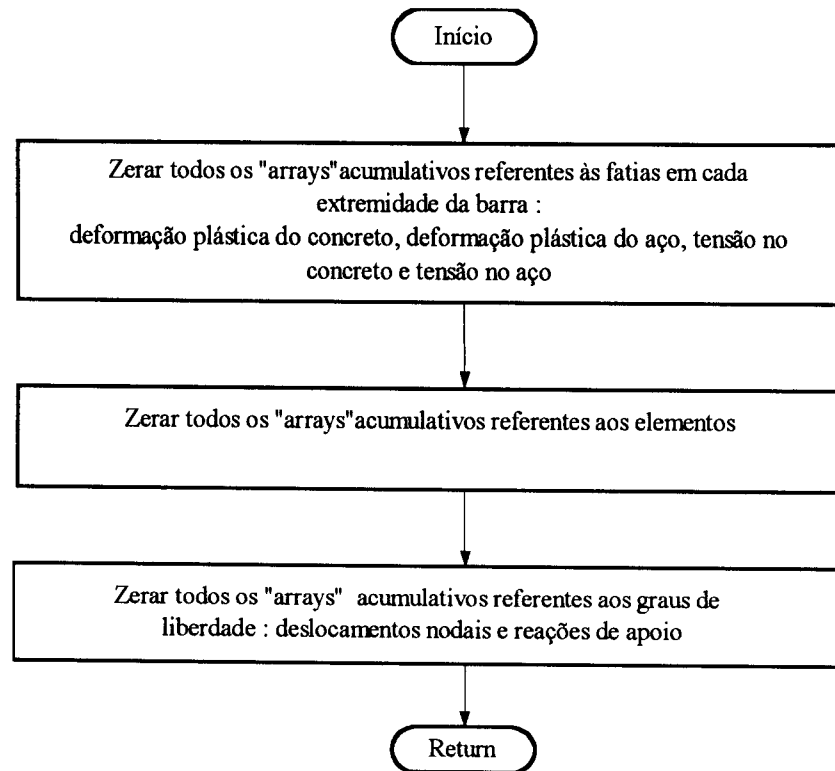 Início
Zerar todos os "arrays"acumulativos referentes às fatias em cada
extremidade da barra :
deformação plástica do concreto, deformação plástica do aço, tensão no
concreto e tensão no aço
Zerar todos os "arrays"acumulativos referentes aos elementos
Zerar todos os "arrays" acumulativos referentes aos graus de
liberdade : deslocamentos nodais e reações de apoio
Return